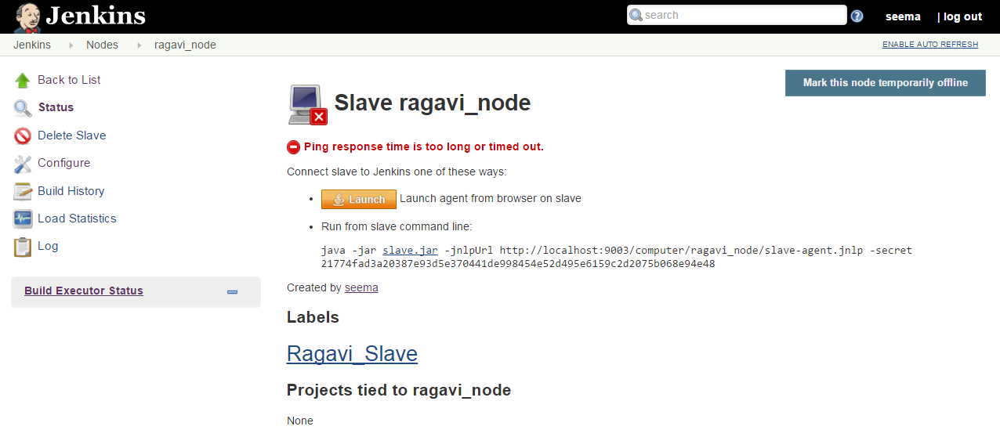 Jenkins
search
?
seema
| log out
Jenkins
Nodes
ragavi_node
ENABLE AUTO REFRESH
Back to List
Status
Delete Slave
Configure
Build History
Load Statistics
Log
Build Executor Status
Mark this node temporarily offline
Slave ragavi_node
Ping response time is too long or timed out.
Connect slave to Jenkins one of these ways:
• Launch Launch agent from browser on slave
• Run from slave command line:
java -jar slave.jar -jnlpUrl http://localhost:9003/computer/ragavi_node/slave-agent.jnlp -secret
21774fad3a20387e93d5e370441de998454e52d495e6159c2d2075b068e94e48
Created by seema
Labels
Ragavi_Slave
Projects tied to ragavi_node
None